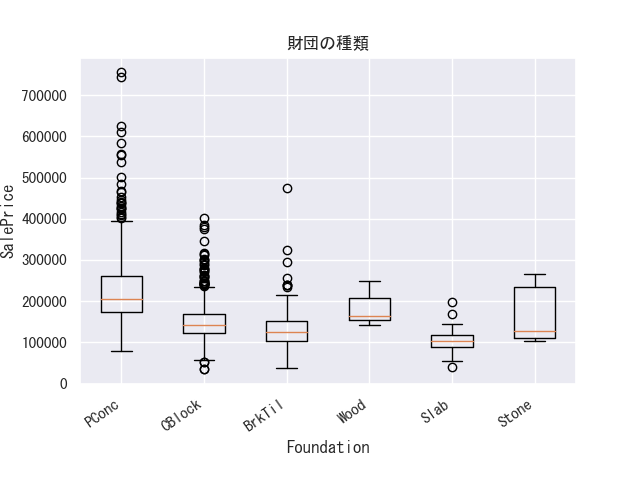 財団の種類
SalePrice
700000
600000
500000
400000
300000
200000
100000
0
PConc
CBlock
BrkTil
Wood
Slab
Stone
Foundation